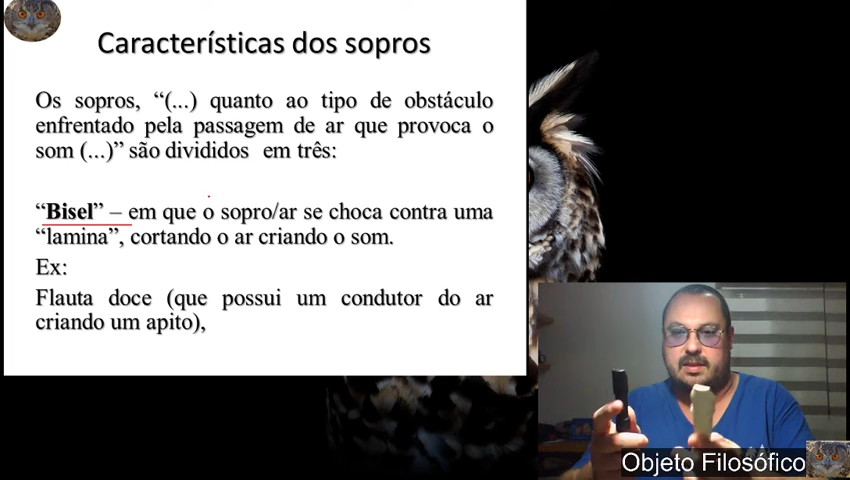 Características dos sopros
Os sopros, “(...) quanto ao tipo de obstáculo
enfrentado pela passagem de ar que provoca o
som (...)” são divididos em três:
“Bisel” – em que o sopro/ar se choca contra uma
“lamina”, cortando o ar criando o som.
Ex:
Flauta doce (que possui um condutor do ar
criando um apito),
Objeto Filosófico